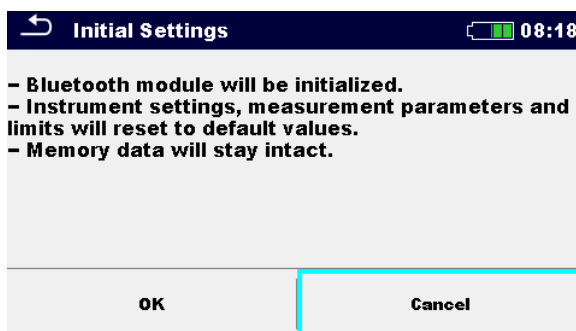 Initial Settings
08:18
– Bluetooth module will be initialized.
– Instrument settings, measurement parameters and
limits will reset to default values.
– Memory data will stay intact.
OK
Cancel